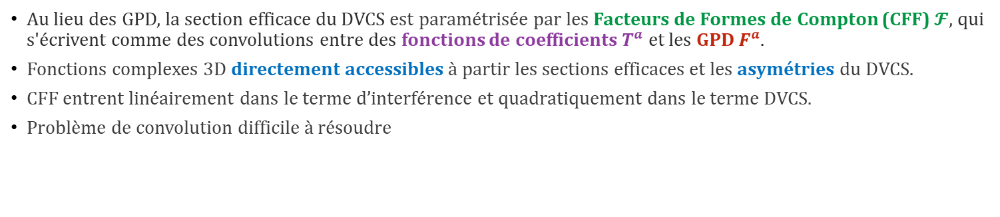 • Au lieu des GPD, la section efficace du DVCS est paramétrisée par les Facteurs de Formes de Compton (CFF) 𝓕, qui
s'écrivent comme des convolutions entre des fonctions de coefficients Tᵃ et les GPD Fᵃ.
• Fonctions complexes 3D directement accessibles à partir les sections efficaces et les asymétries du DVCS.
• CFF entrent linéairement dans le terme d’interférence et quadratiquement dans le terme DVCS.
• Problème de convolution difficile à résoudre